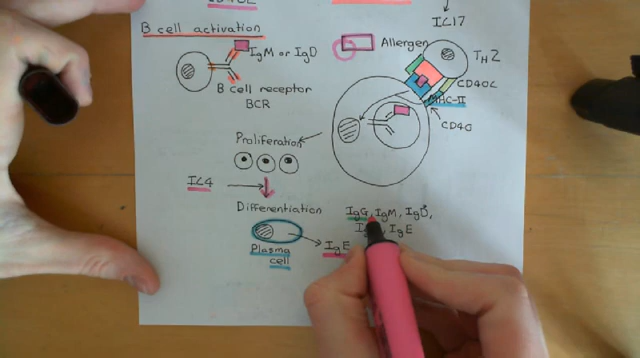 CD40L
IL17
B cell activation
IgM or IgD
B cell receptor
BCR
Allergen
TH2
CD40L
MHC-II
CD40
Proliferation
IL4
Differentiation
IgG, IgM, IgD,
IgE
Plasma
cell
IgE